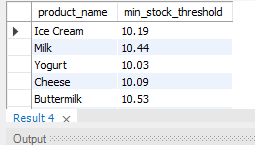 product_name min_stock_threshold
Ice Cream 10.19
Milk 10.44
Yogurt 10.03
Cheese 10.09
Buttermilk 10.53
Result 4 ×
Output